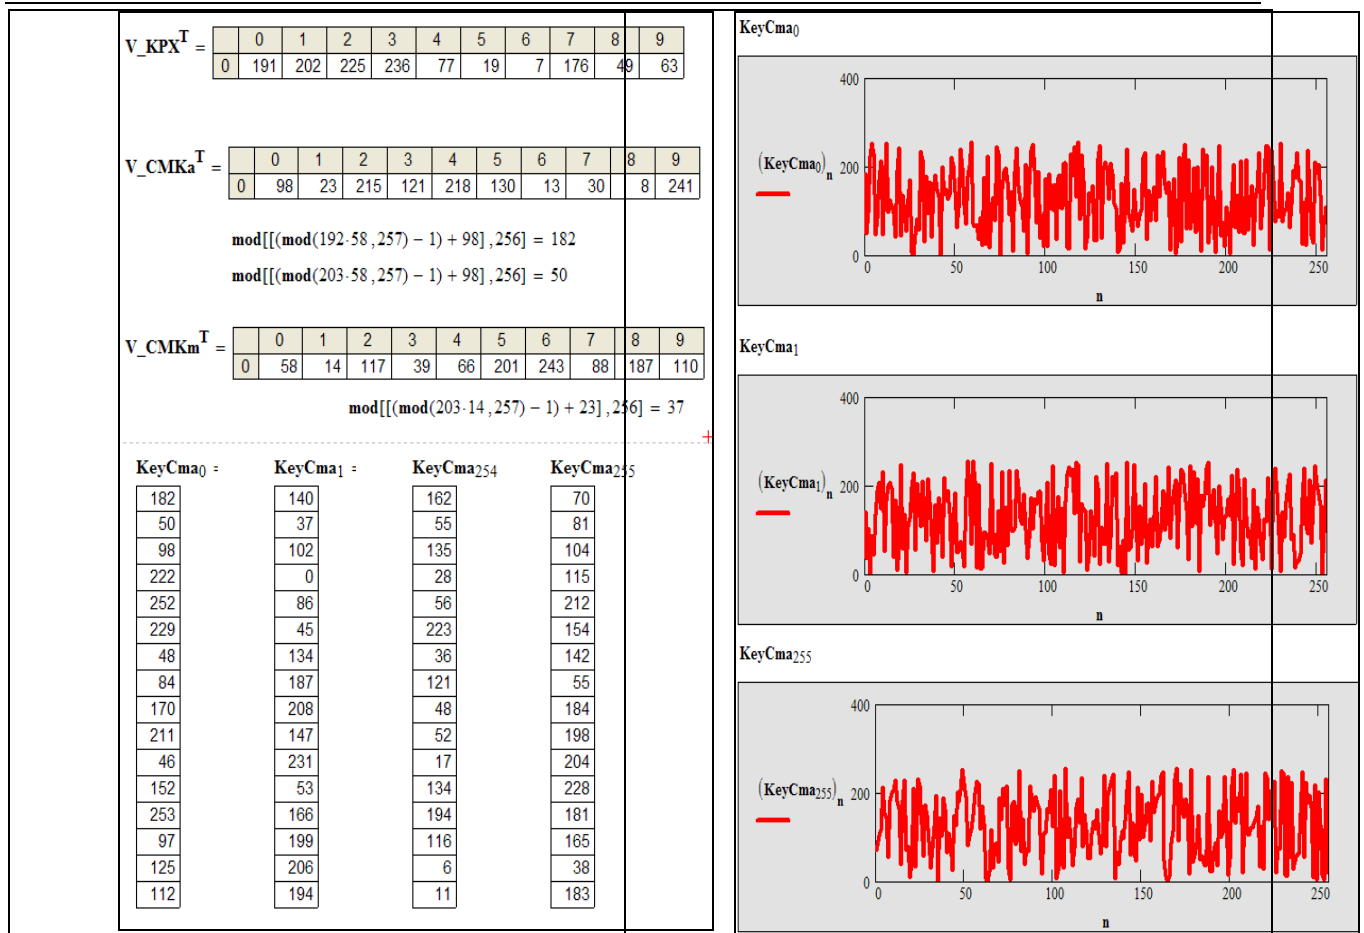 V_KPX^T =
0 1 2 3 4 5 6 7 8 9
0 191 202 225 236 77 19 7 176 49 63
V_CMKa^T =
0 1 2 3 4 5 6 7 8 9
0 98 23 215 121 218 130 13 30 8 241
mod[[(mod(192·58 ,257) − 1) + 98] ,256] = 182
mod[[(mod(203·58 ,257) − 1) + 98] ,256] = 50
V_CMKm^T =
0 1 2 3 4 5 6 7 8 9
0 58 14 117 39 66 201 243 88 187 110
mod[[(mod(203·14 ,257) − 1) + 23] ,256] = 37
KeyCma0 = KeyCma1 = KeyCma254 KeyCma255
182 140 162 70
50 37 55 81
98 102 135 104
222 0 28 115
252 86 56 212
229 45 223 154
48 134 36 142
84 187 121 55
170 208 48 184
211 147 52 198
46 231 17 204
152 53 134 228
253 166 194 181
97 199 116 165
125 206 6 38
112 194 11 183
KeyCma0
400
(KeyCma0)n 200
0
0 50 100 150 200 250
n
KeyCma1
400
(KeyCma1)n 200
0
0 50 100 150 200 250
n
KeyCma255
400
(KeyCma255)n 200
0
0 50 100 150 200 250
n